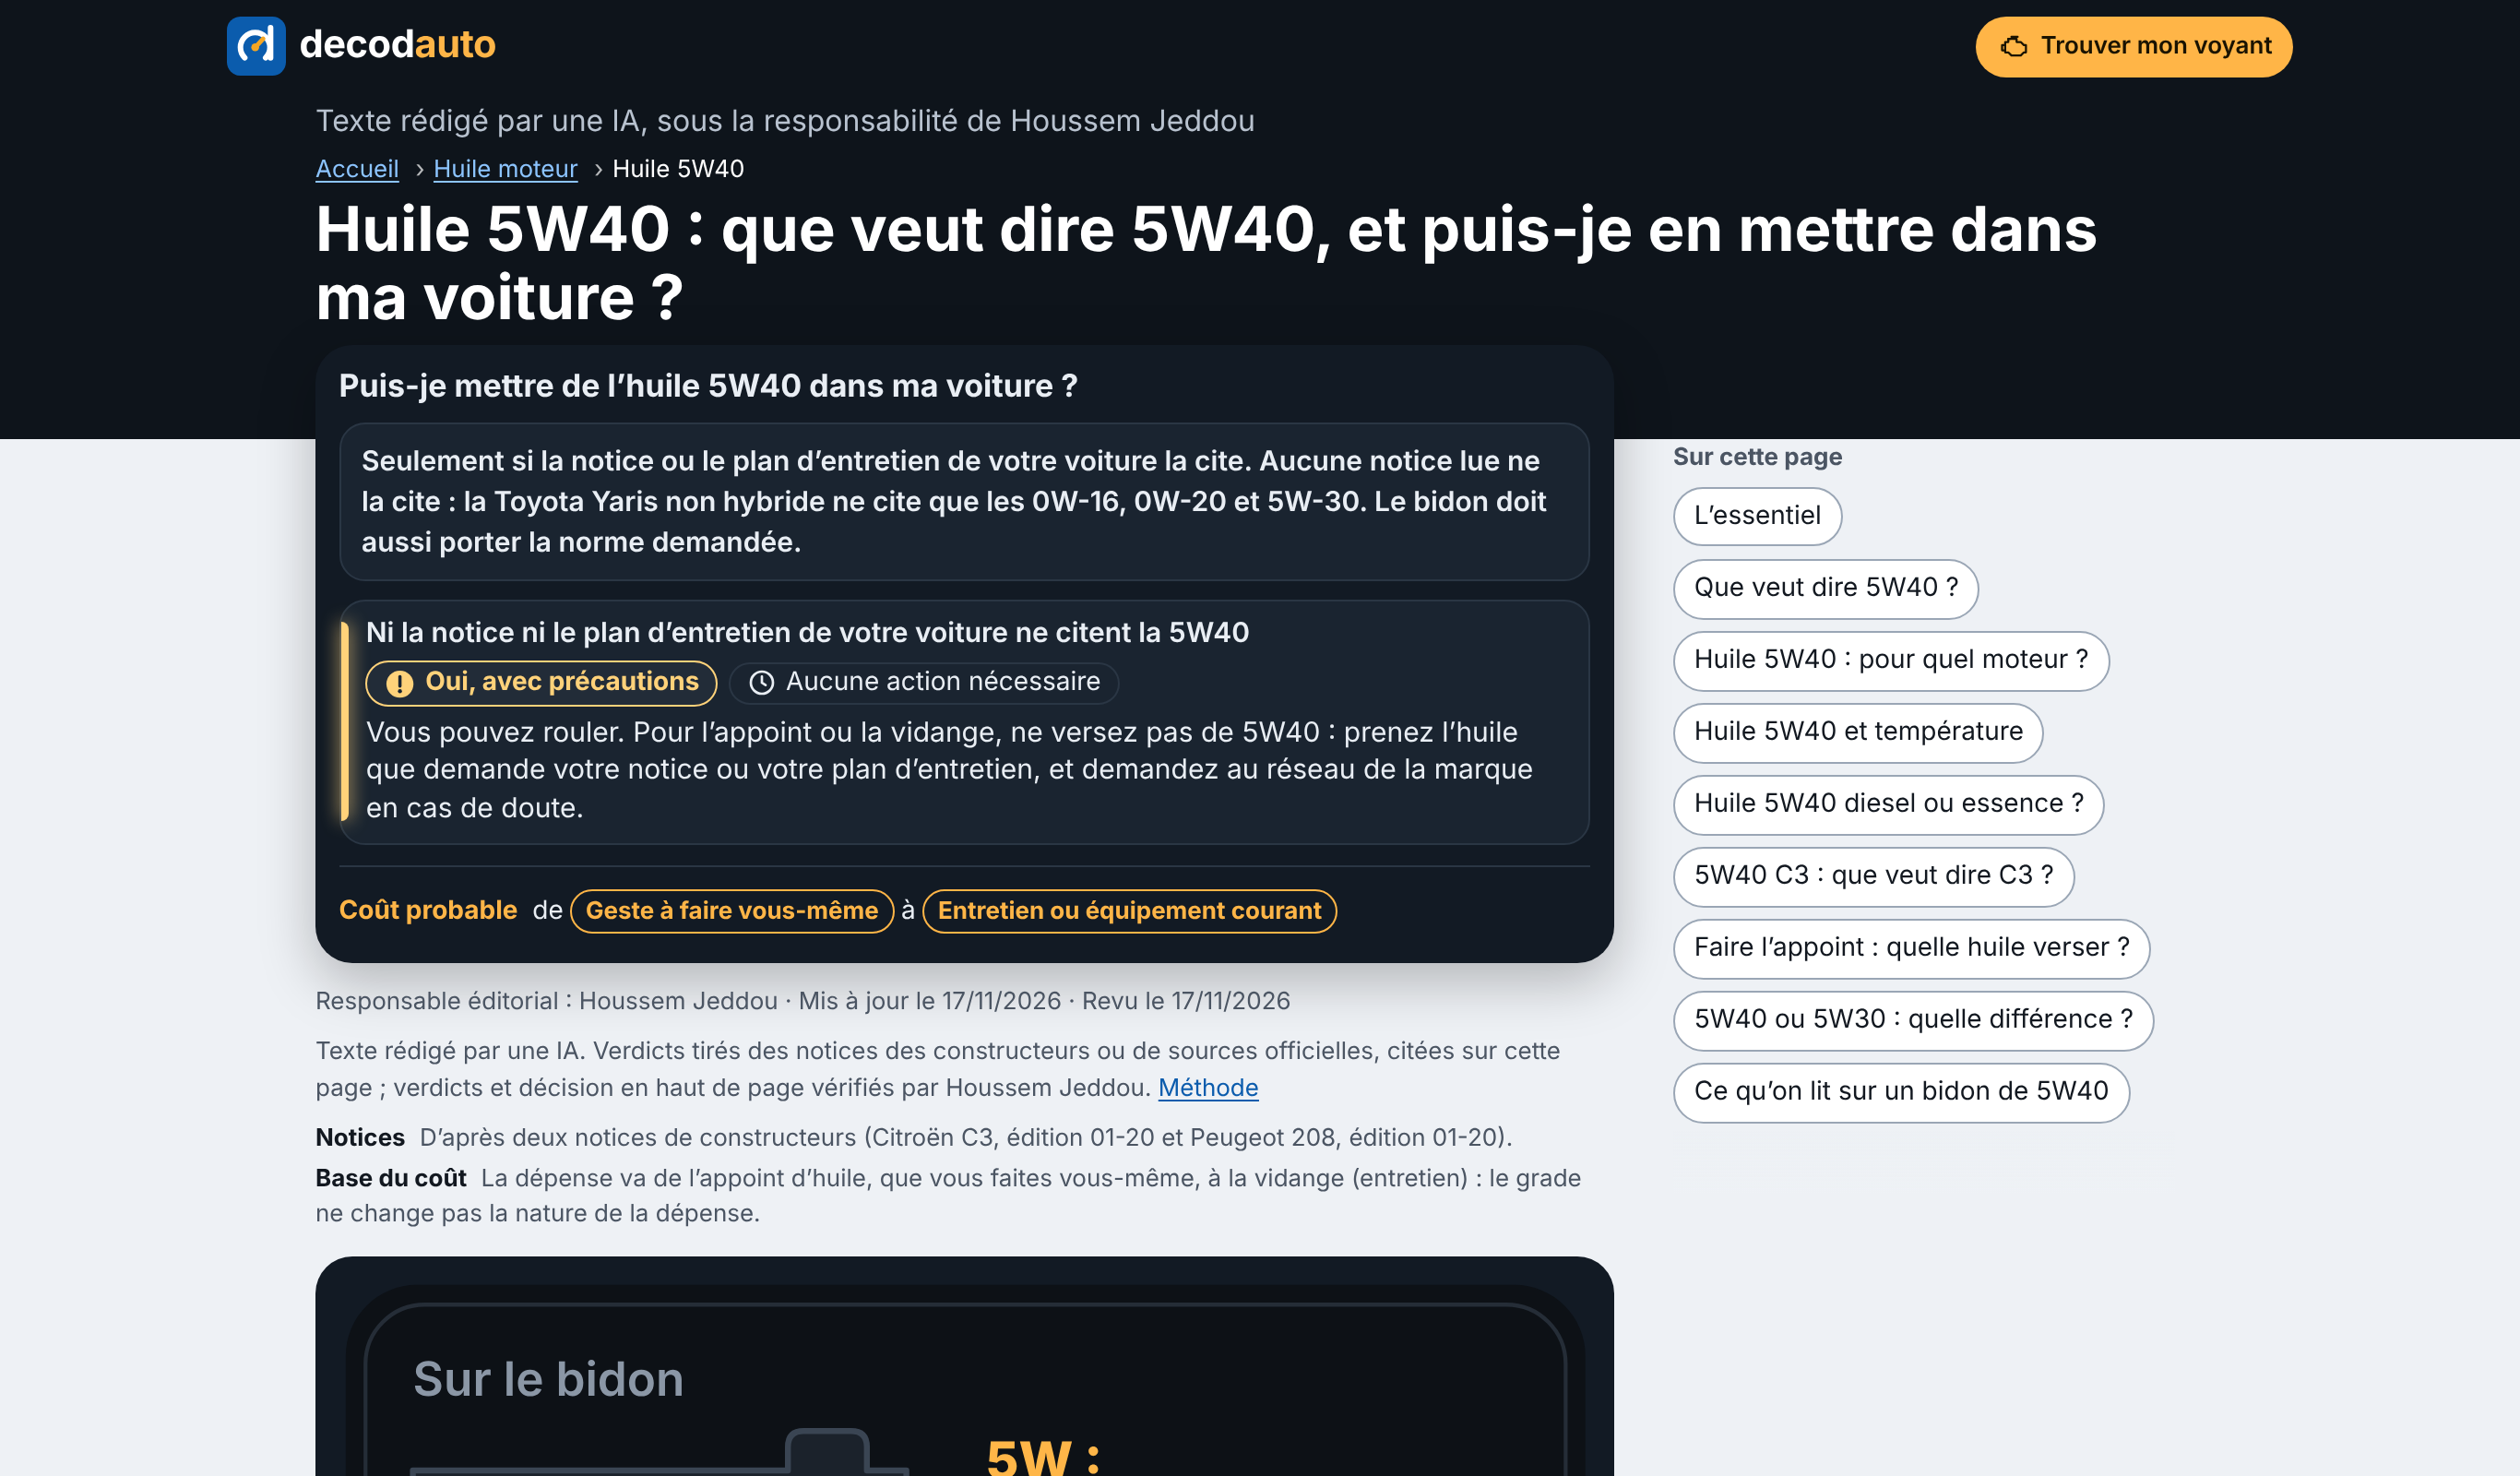 decodauto
Trouver mon voyant
Texte rédigé par une IA, sous la responsabilité de Houssem Jeddou
Accueil › Huile moteur › Huile 5W40
Huile 5W40 : que veut dire 5W40, et puis-je en mettre dans
ma voiture ?
Puis-je mettre de l’huile 5W40 dans ma voiture ?
Seulement si la notice ou le plan d’entretien de votre voiture la cite. Aucune notice lue ne
la cite : la Toyota Yaris non hybride ne cite que les 0W-16, 0W-20 et 5W-30. Le bidon doit
aussi porter la norme demandée.
Ni la notice ni le plan d’entretien de votre voiture ne citent la 5W40
Oui, avec précautions
Aucune action nécessaire
Vous pouvez rouler. Pour l’appoint ou la vidange, ne versez pas de 5W40 : prenez l’huile
que demande votre notice ou votre plan d’entretien, et demandez au réseau de la marque
en cas de doute.
Coût probable de Geste à faire vous-même à Entretien ou équipement courant
Responsable éditorial : Houssem Jeddou · Mis à jour le 17/11/2026 · Revu le 17/11/2026
Texte rédigé par une IA. Verdicts tirés des notices des constructeurs ou de sources officielles, citées sur cette
page ; verdicts et décision en haut de page vérifiés par Houssem Jeddou. Méthode
Notices D’après deux notices de constructeurs (Citroën C3, édition 01-20 et Peugeot 208, édition 01-20).
Base du coût La dépense va de l’appoint d’huile, que vous faites vous-même, à la vidange (entretien) : le grade
ne change pas la nature de la dépense.
Sur le bidon
5W :
Sur cette page
L’essentiel
Que veut dire 5W40 ?
Huile 5W40 : pour quel moteur ?
Huile 5W40 et température
Huile 5W40 diesel ou essence ?
5W40 C3 : que veut dire C3 ?
Faire l’appoint : quelle huile verser ?
5W40 ou 5W30 : quelle différence ?
Ce qu’on lit sur un bidon de 5W40